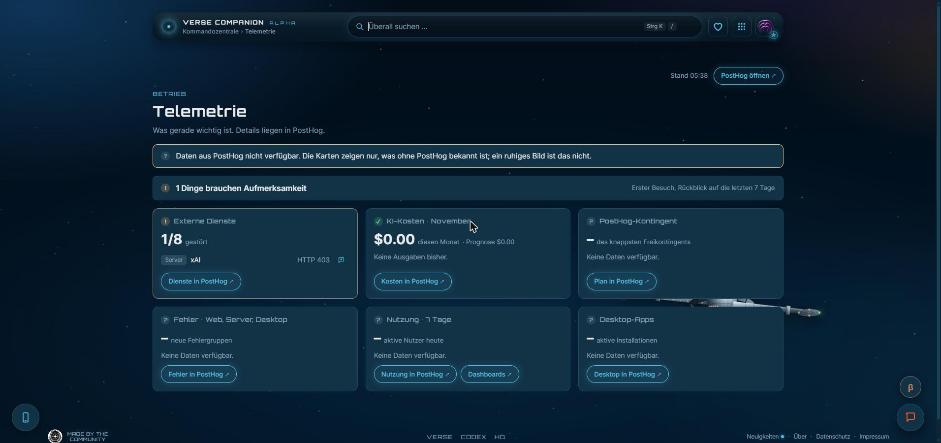 VERSE COMPANION ALPHA
Kommandozentrale › Telemetrie
Überall suchen ...
Strg K /
Stand 05:38 PostHog öffnen ↗
BETRIEB
Telemetrie
Was gerade wichtig ist. Details liegen in PostHog.
? Daten aus PostHog nicht verfügbar. Die Karten zeigen nur, was ohne PostHog bekannt ist; ein ruhiges Bild ist das nicht.
! 1 Dinge brauchen Aufmerksamkeit
Erster Besuch, Rückblick auf die letzten 7 Tage
! Externe Dienste
1/8 gestört
Server xAI HTTP 403
Dienste in PostHog ↗
✓ KI-Kosten · November
$0.00 diesen Monat · Prognose $0.00
Keine Ausgaben bisher.
Kosten in PostHog ↗
? PostHog-Kontingent
– des knappsten Freikontingents
Keine Daten verfügbar.
Plan in PostHog ↗
? Fehler · Web, Server, Desktop
– neue Fehlergruppen
Keine Daten verfügbar.
Fehler in PostHog ↗
? Nutzung · 7 Tage
– aktive Nutzer heute
Keine Daten verfügbar.
Nutzung in PostHog ↗ Dashboards ↗
? Desktop-Apps
– aktive Installationen
Keine Daten verfügbar.
Desktop in PostHog ↗
β
MADE BY THE
COMMUNITY
VERSE CODEX HQ
Neuigkeiten · Über · Datenschutz · Impressum